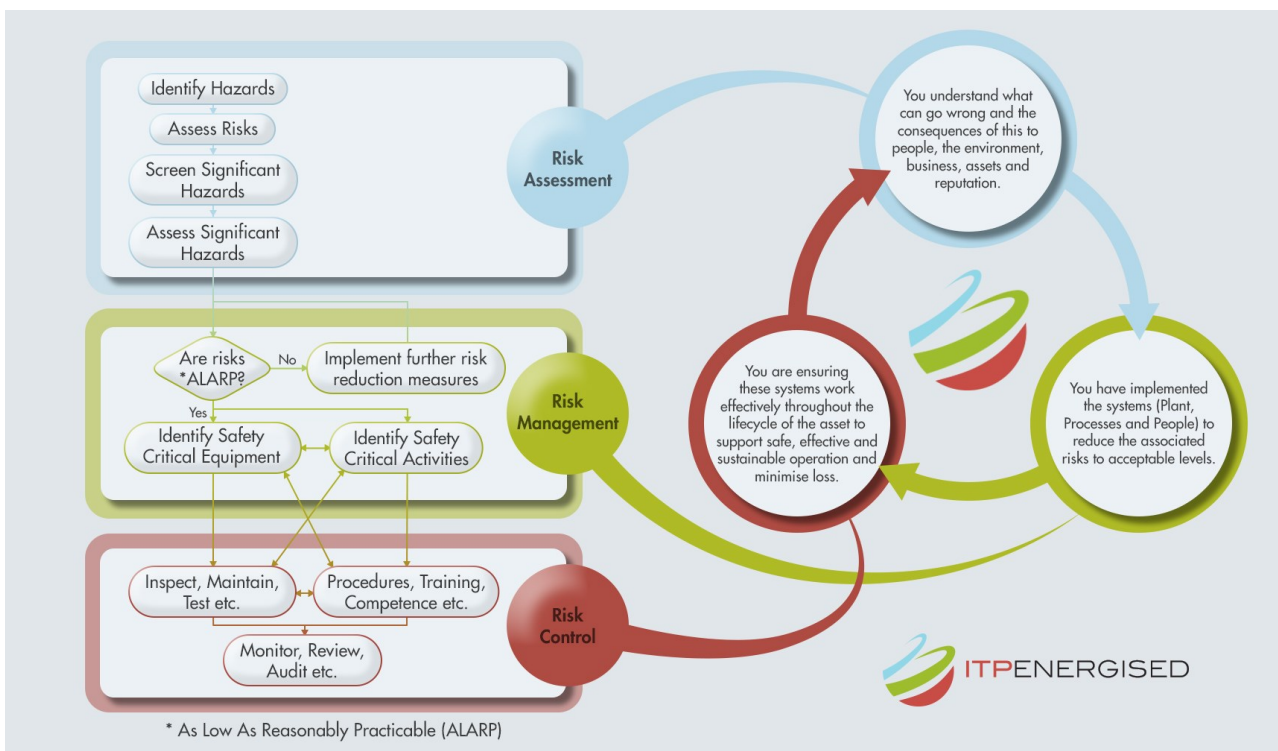 Identify Hazards
Assess Risks
Screen Significant
Hazards
Assess Significant
Hazards
Risk
Assessment
Are risks
*ALARP?
No
Implement further risk
reduction measures
Yes
Identify Safety
Critical Equipment
Identify Safety
Critical Activities
Risk
Management
Inspect, Maintain,
Test etc.
Procedures, Training,
Competence etc.
Monitor, Review,
Audit etc.
Risk
Control
* As Low As Reasonably Practicable (ALARP)
You understand what
can go wrong and the
consequences of this to
people, the environment,
business, assets and
reputation.
You have implemented
the systems (Plant,
Processes and People) to
reduce the associated
risks to acceptable levels.
You are ensuring
these systems work
effectively throughout the
lifecycle of the asset to
support safe, effective and
sustainable operation and
minimise loss.
ITPENERGISED